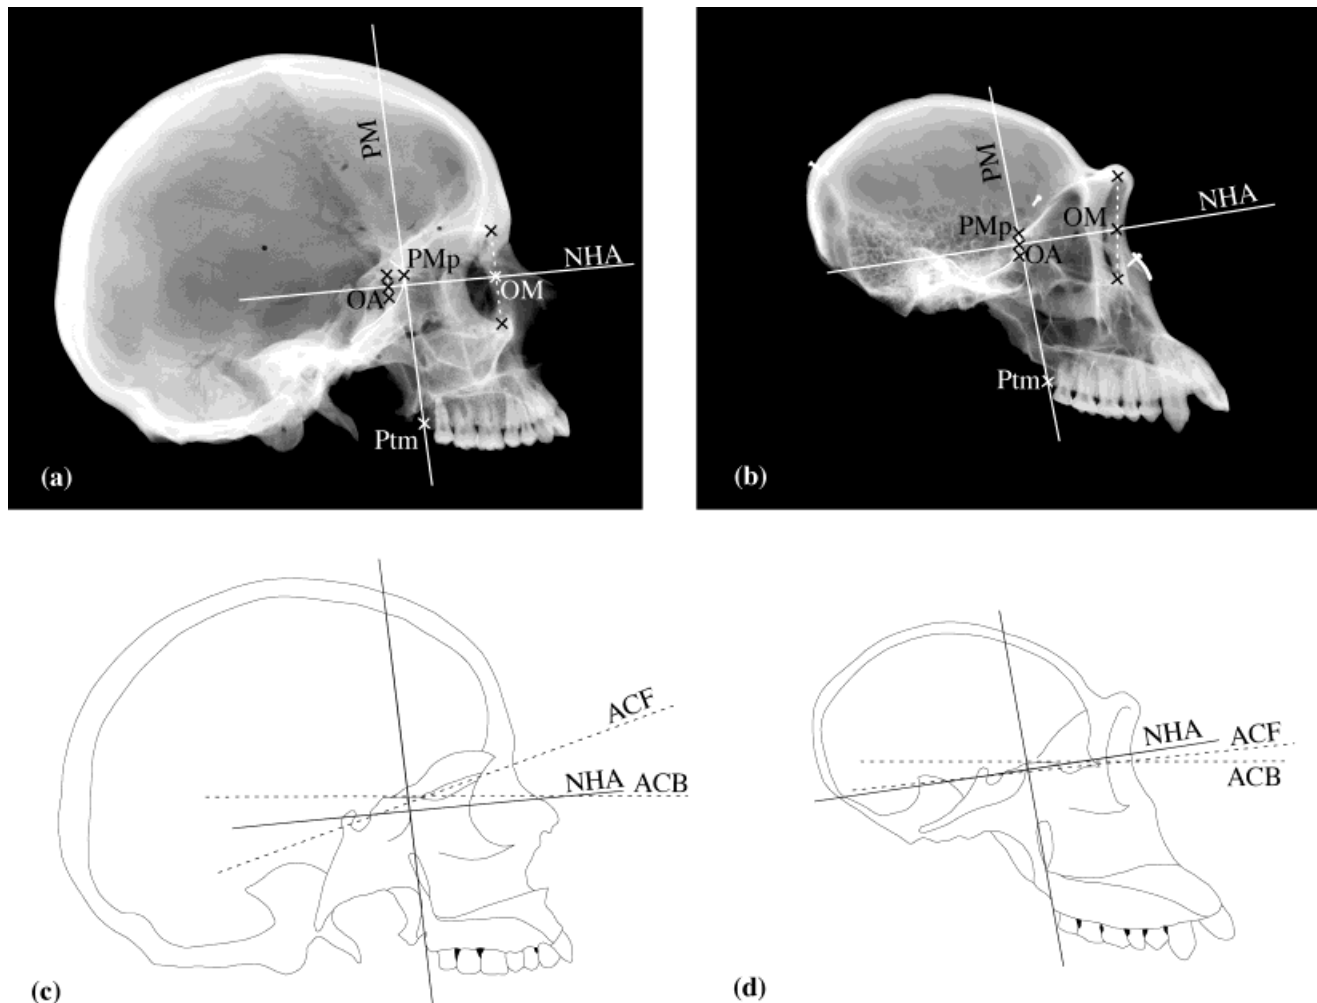 PM
PMp
NHA
OA
OM
Ptm
(a)
PM
NHA
PMp
OM
OA
Ptm
(b)
ACF
NHA
ACB
(c)
NHA
ACF
ACB
(d)